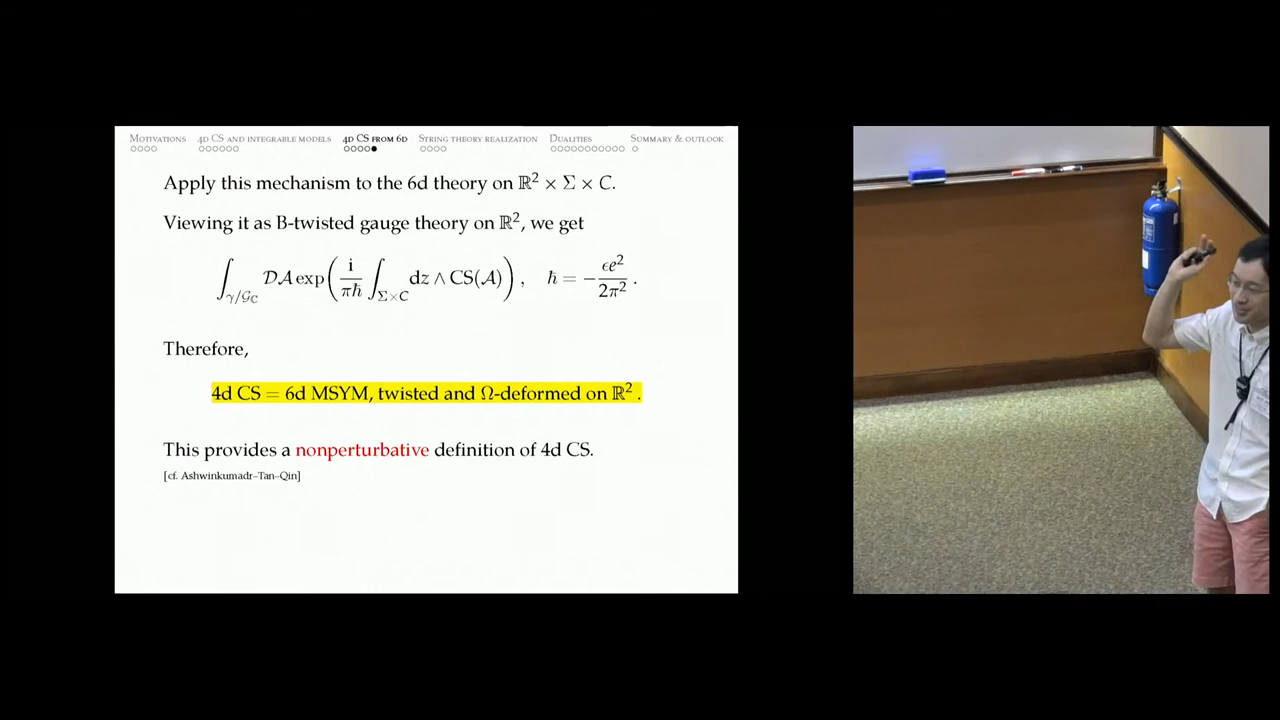 MOTIVATIONS 4D CS AND INTEGRABLE MODELS 4D CS FROM 6D STRING THEORY REALIZATION DUALITIES SUMMARY & OUTLOOK
Apply this mechanism to the 6d theory on ℝ² × Σ × C.
Viewing it as B-twisted gauge theory on ℝ², we get
∫_{γ/𝒢_ℂ} 𝒟𝒜 exp( i/πħ ∫_{Σ×C} dz ∧ CS(𝒜) ) , ħ = − ϵe²/2π² .
Therefore,
4d CS = 6d MSYM, twisted and Ω-deformed on ℝ² .
This provides a nonperturbative definition of 4d CS.
[cf. Ashwinkumadr–Tan–Qin]